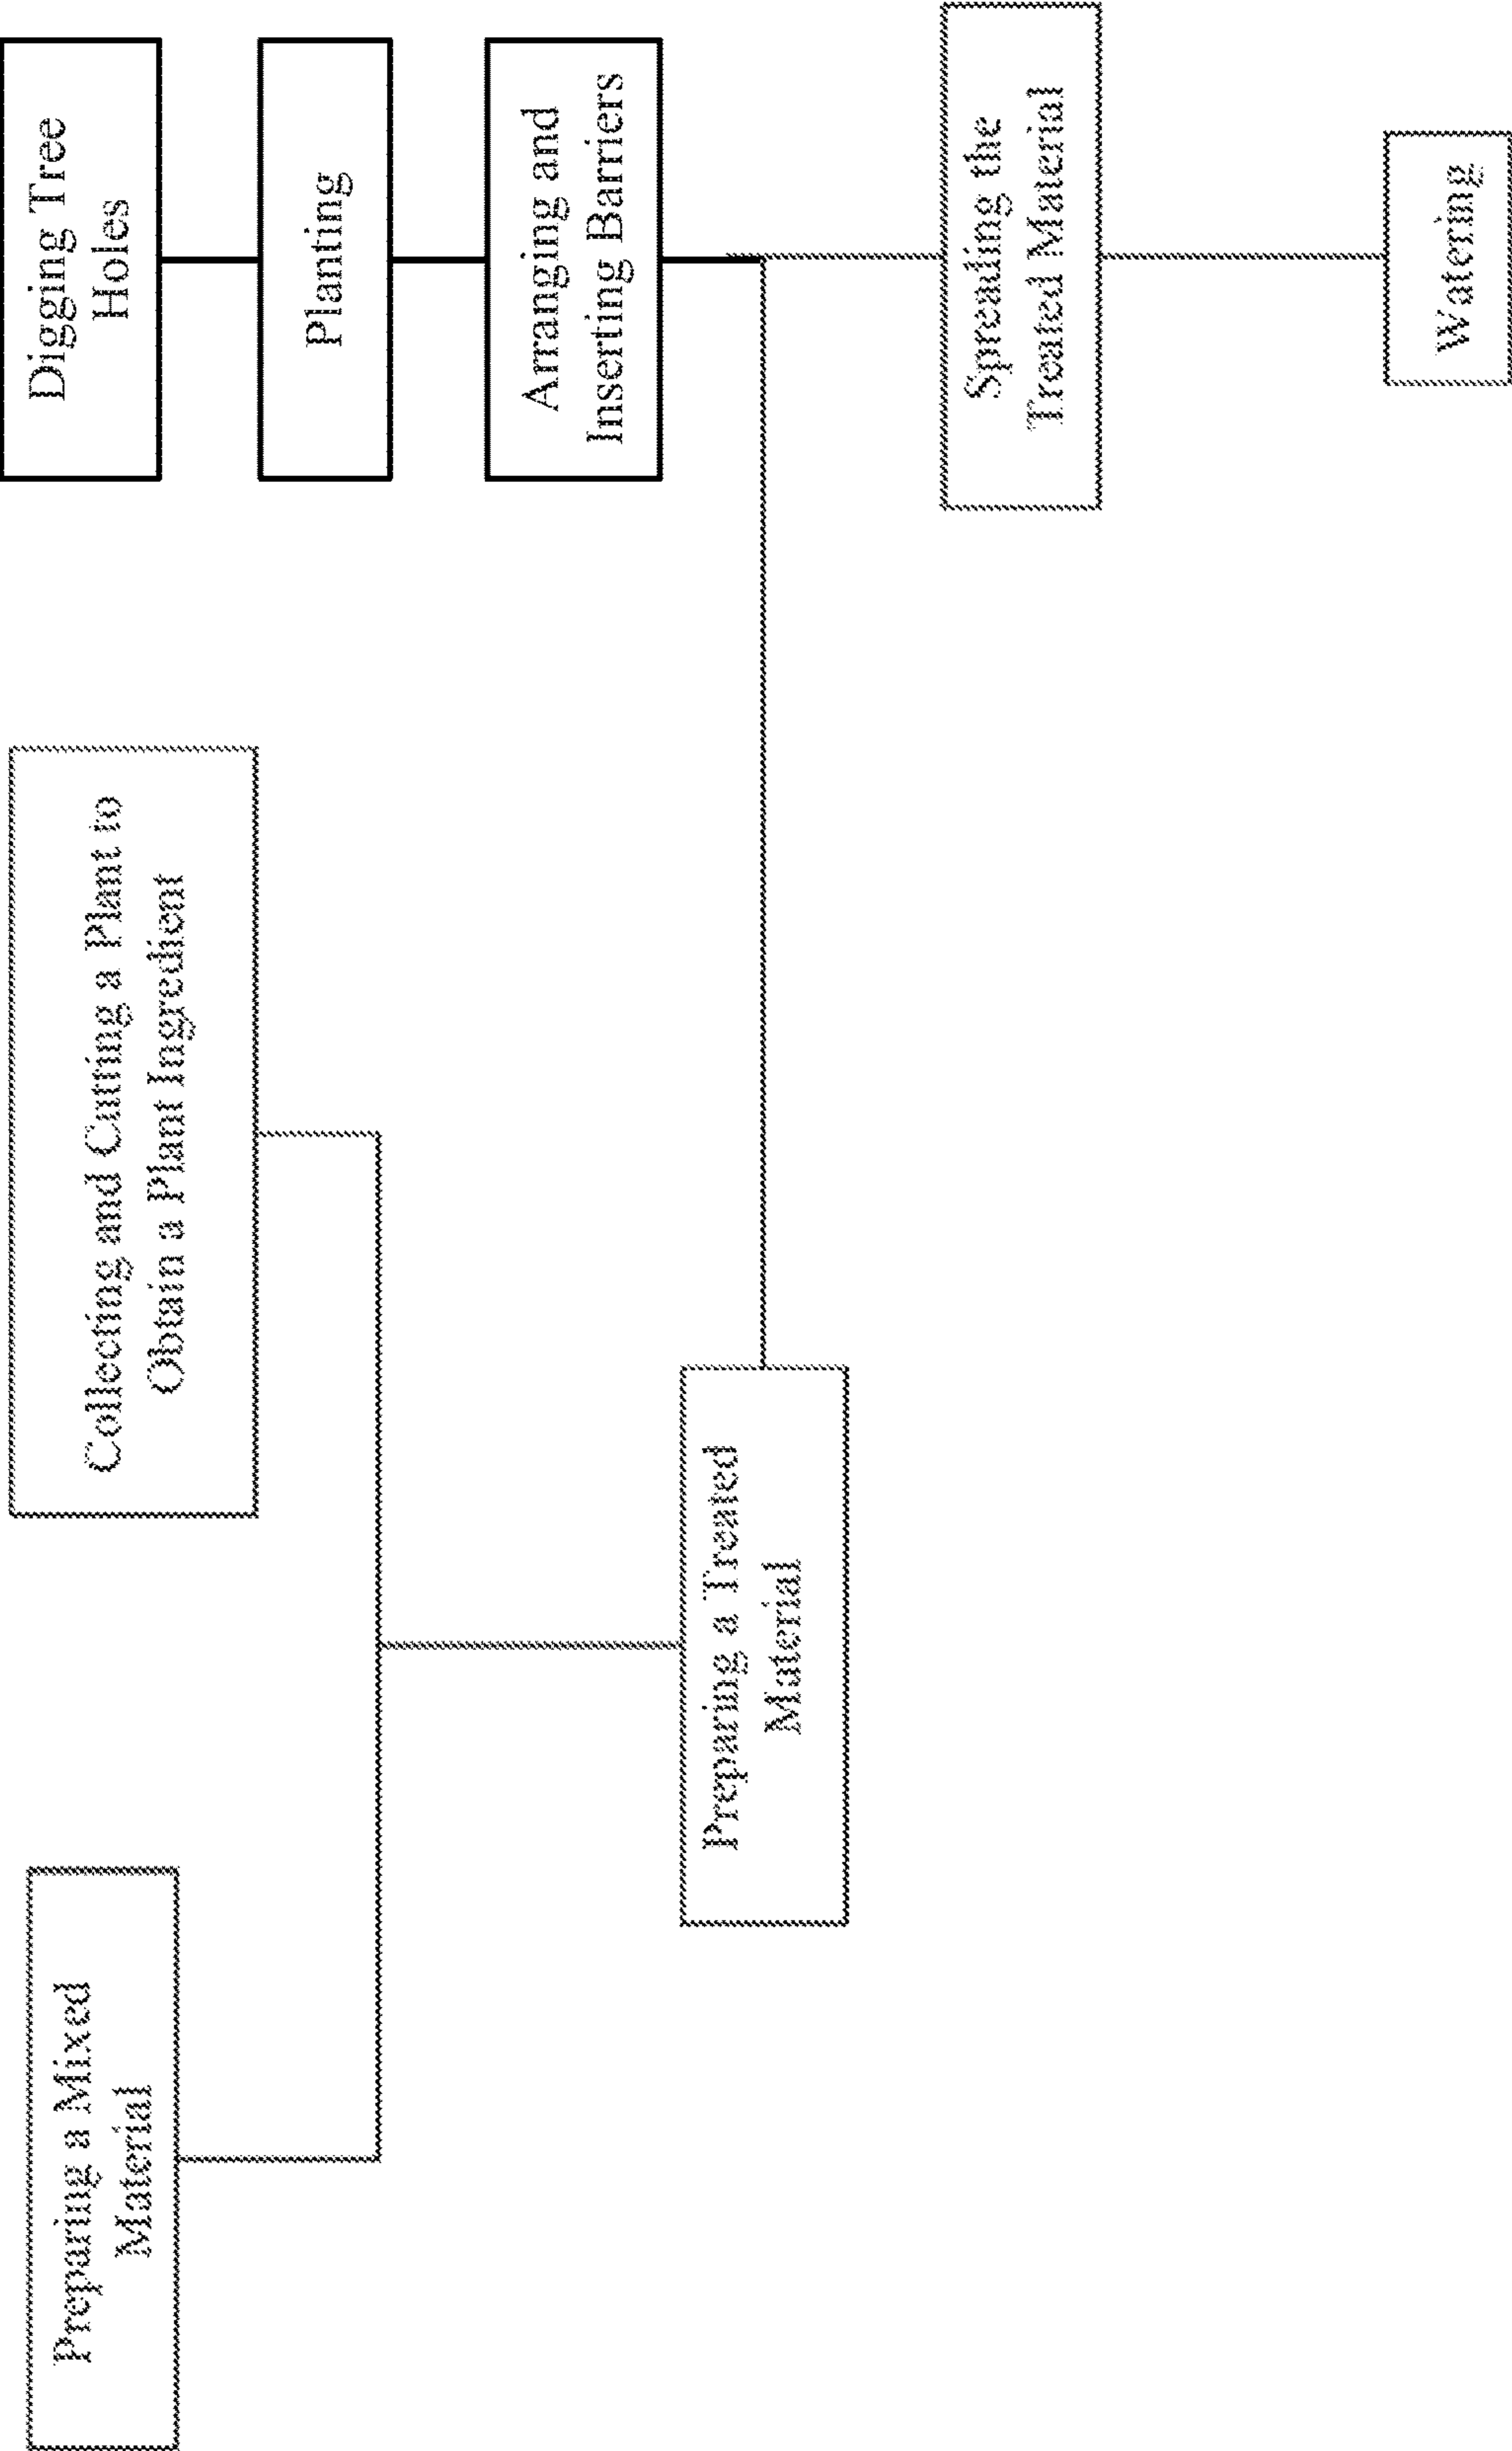 Preparing a Mixed
Material
Collecting and Cutting a Plant to
Obtain a Plant Ingredient
Digging Tree
Holes
Planting
Arranging and
Inserting Barriers
Preparing a Treated
Material
Spreading the
Treated Material
Watering